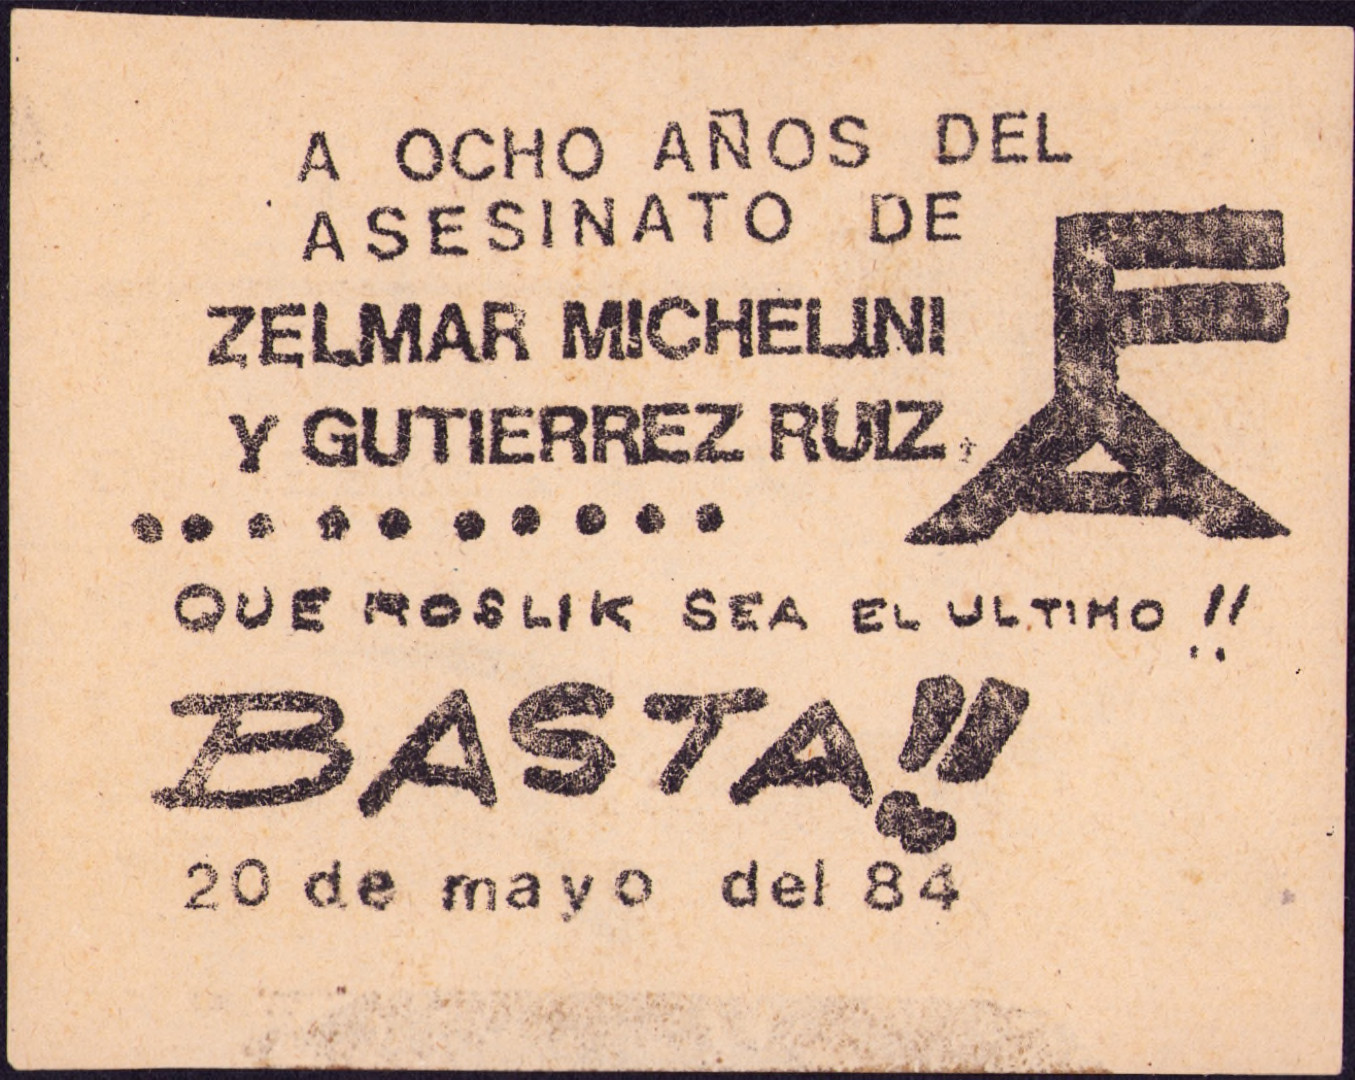 A OCHO AÑOS DEL
ASESINATO DE
ZELMAR MICHELINI
Y GUTIERREZ RUIZ
FA
QUE ROSLIK SEA EL ULTIMO !!
BASTA!!
20 de mayo del 84